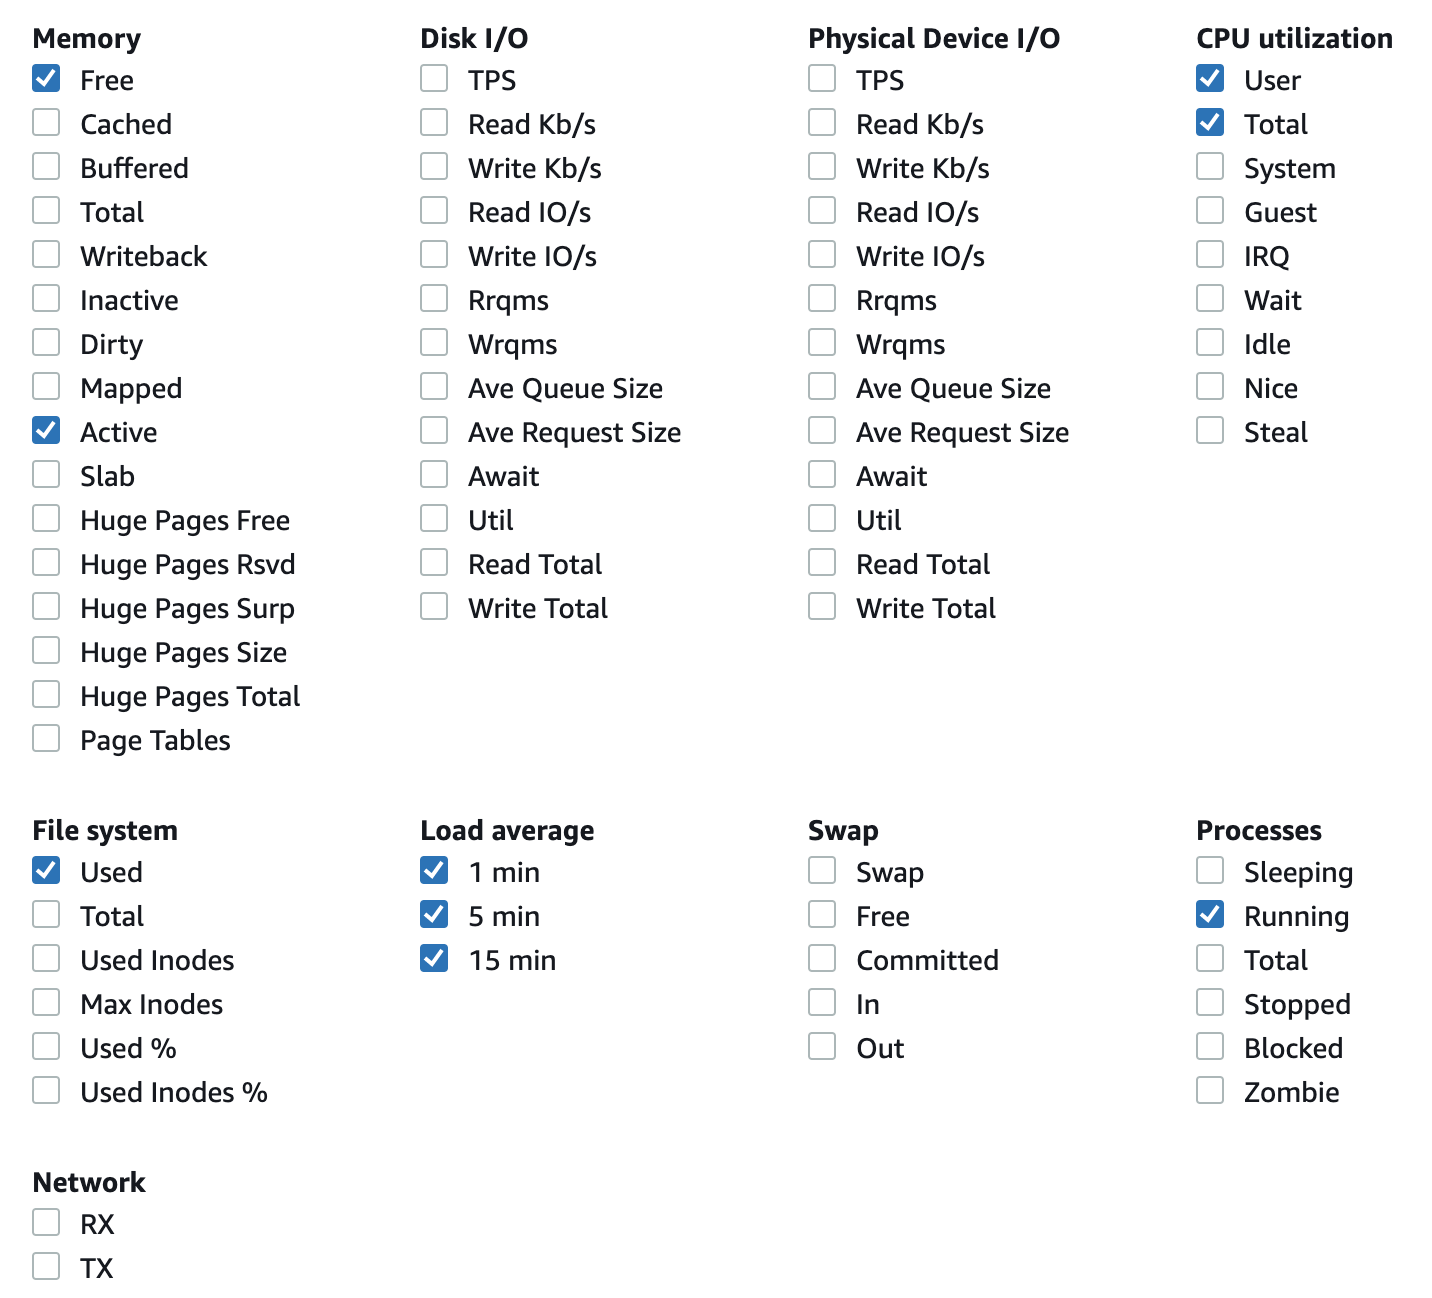 Memory
Free
Cached
Buffered
Total
Writeback
Inactive
Dirty
Mapped
Active
Slab
Huge Pages Free
Huge Pages Rsvd
Huge Pages Surp
Huge Pages Size
Huge Pages Total
Page Tables
Disk I/O
TPS
Read Kb/s
Write Kb/s
Read IO/s
Write IO/s
Rrqms
Wrqms
Ave Queue Size
Ave Request Size
Await
Util
Read Total
Write Total
Physical Device I/O
TPS
Read Kb/s
Write Kb/s
Read IO/s
Write IO/s
Rrqms
Wrqms
Ave Queue Size
Ave Request Size
Await
Util
Read Total
Write Total
CPU utilization
User
Total
System
Guest
IRQ
Wait
Idle
Nice
Steal
File system
Used
Total
Used Inodes
Max Inodes
Used %
Used Inodes %
Load average
1 min
5 min
15 min
Swap
Swap
Free
Committed
In
Out
Processes
Sleeping
Running
Total
Stopped
Blocked
Zombie
Network
RX
TX